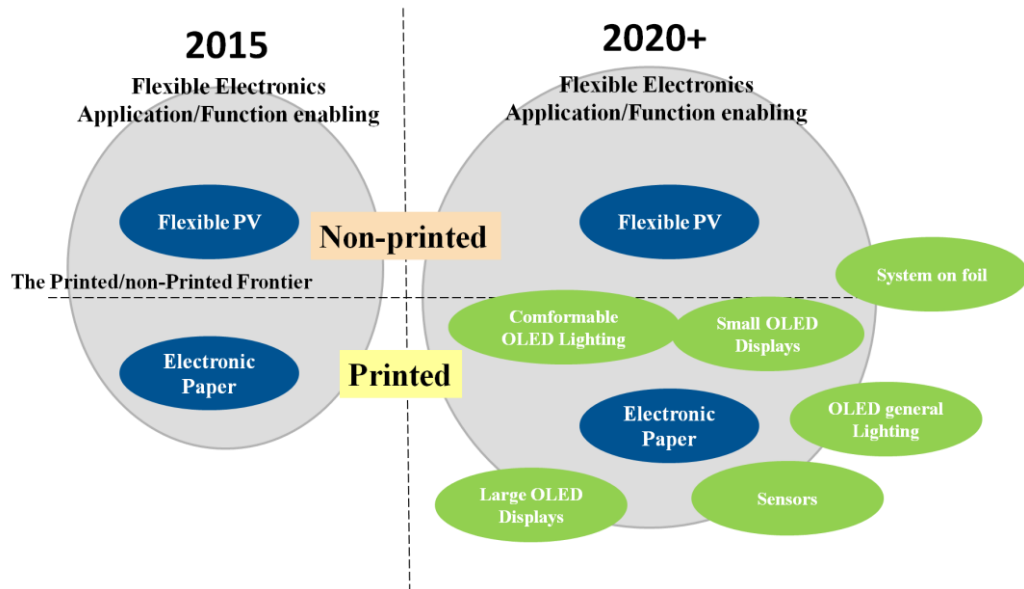 2015
Flexible Electronics
Application/Function enabling
Flexible PV
The Printed/non-Printed Frontier
Electronic
Paper
Non-printed
Printed
2020+
Flexible Electronics
Application/Function enabling
Flexible PV
System on foil
Comformable
OLED Lighting
Small OLED
Displays
Electronic
Paper
OLED general
Lighting
Large OLED
Displays
Sensors